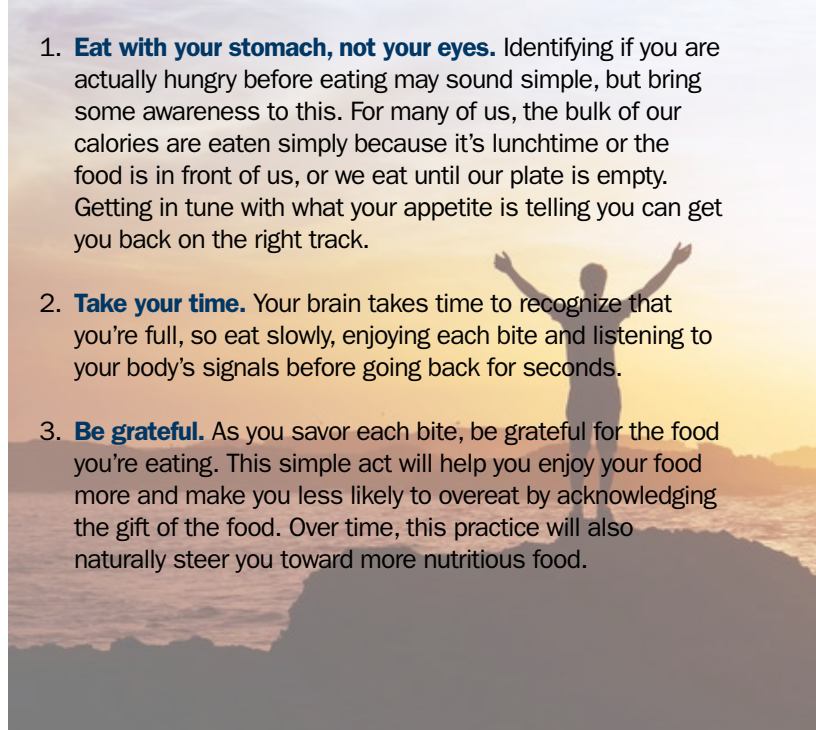 1. Eat with your stomach, not your eyes. Identifying if you are
actually hungry before eating may sound simple, but bring
some awareness to this. For many of us, the bulk of our
calories are eaten simply because it’s lunchtime or the
food is in front of us, or we eat until our plate is empty.
Getting in tune with what your appetite is telling you can get
you back on the right track.
2. Take your time. Your brain takes time to recognize that
you’re full, so eat slowly, enjoying each bite and listening to
your body’s signals before going back for seconds.
3. Be grateful. As you savor each bite, be grateful for the food
you’re eating. This simple act will help you enjoy your food
more and make you less likely to overeat by acknowledging
the gift of the food. Over time, this practice will also
naturally steer you toward more nutritious food.